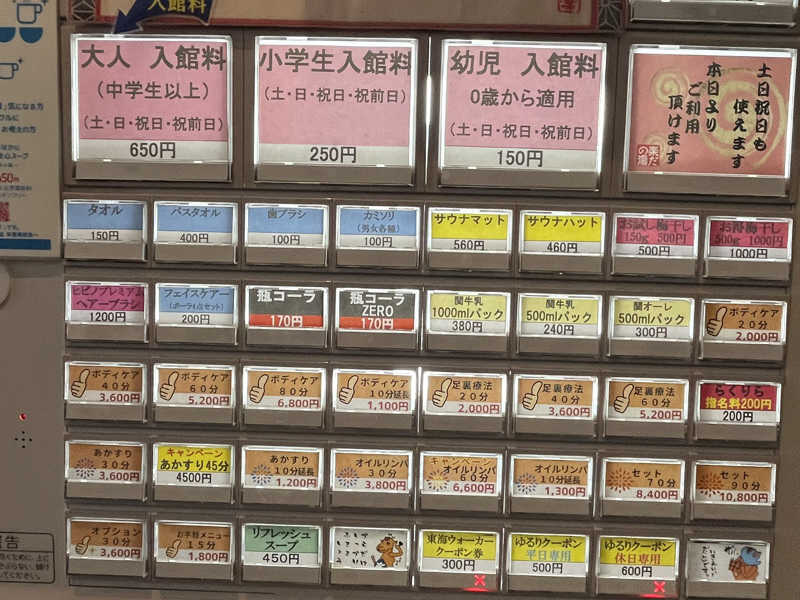 入館料
大人 入館料
(中学生以上)
(土・日・祝日・祝前日)
650円
小学生入館料
(土・日・祝日・祝前日)
250円
幼児 入館料
0歳から適用
(土・日・祝日・祝前日)
150円
土日祝日も
使えます
本日より
ご利用
頂けます
タオル
150円
バスタオル
400円
歯ブラシ
100円
カミソリ
(男女各種)
100円
サウナマット
560円
サウナハット
460円
お試し梅干し
150g 500円
500円
お得梅干し
500g 1000円
1000円
ヒビノプレミアム
ヘアーブラシ
1200円
フェイスケアー
(ポーラ4点セット)
200円
瓶コーラ
170円
瓶コーラ
ZERO
170円
関牛乳
1000mlパック
380円
関牛乳
500mlパック
240円
関オーレ
500mlパック
300円
ボディケア
20分
2,000円
ボディケア
40分
3,600円
ボディケア
60分
5,200円
ボディケア
80分
6,800円
ボディケア
10分延長
1,100円
足裏療法
20分
2,000円
足裏療法
40分
3,600円
足裏療法
60分
5,200円
らくりら
指名料200円
200円
あかすり
30分
3,600円
キャンペーン
あかすり45分
4500円
あかすり
10分延長
1,200円
オイルリンパ
30分
3,800円
キャンペーン
オイルリンパ
60分
6,600円
オイルリンパ
10分延長
1,300円
セット
70分
8,400円
セット
90分
10,800円
オプション
30分
3,600円
お手軽メニュー
15分
1,800円
リフレッシュ
スープ
450円
東海ウォーカー
クーポン券
300円
ゆるりクーポン
平日専用
500円
ゆるりクーポン
休日専用
600円